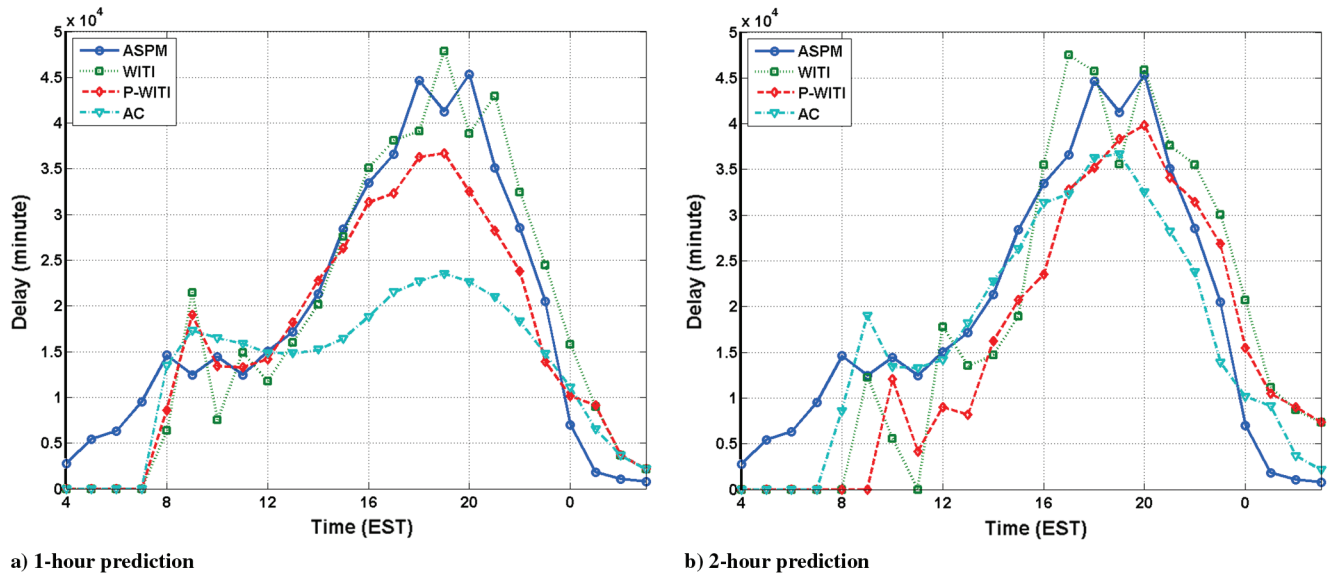 5 x 10^4
4.5
4
3.5
3
2.5
2
1.5
1
0.5
0
Delay (minute)
ASPM
WITI
P-WITI
AC
4 8 12 16 20 0
Time (EST)
a) 1-hour prediction
5 x 10^4
4.5
4
3.5
3
2.5
2
1.5
1
0.5
0
Delay (minute)
ASPM
WITI
P-WITI
AC
4 8 12 16 20 0
Time (EST)
b) 2-hour prediction